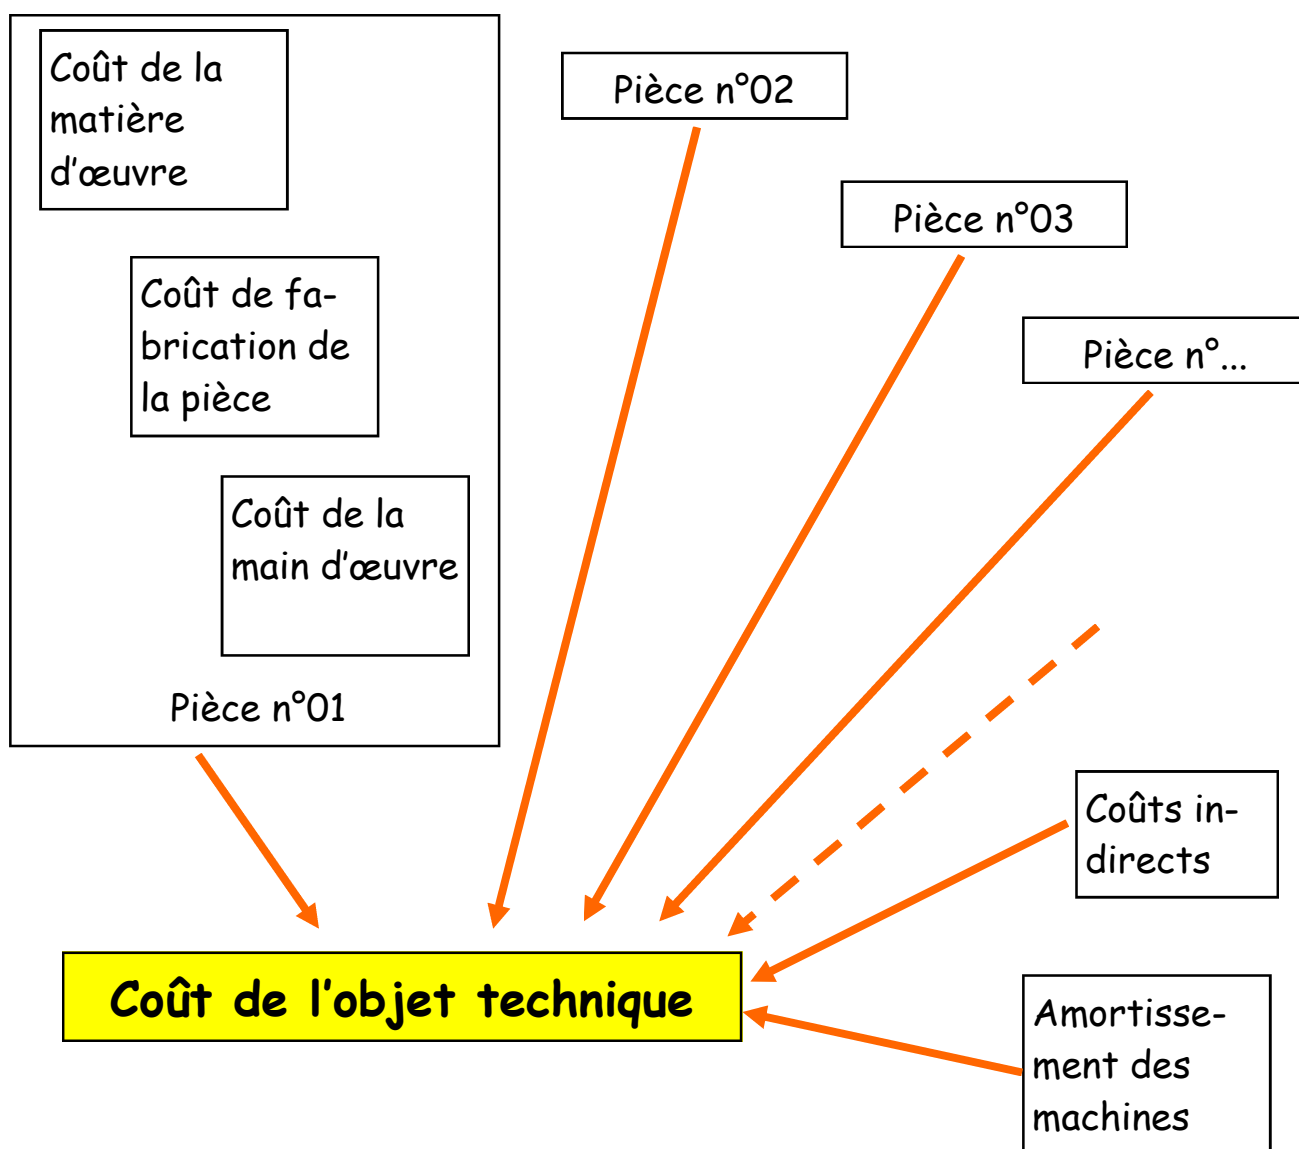 Coût de la
matière
d'œuvre
Coût de fa-
brication de
la pièce
Coût de la
main d'œuvre
Pièce n°01
Pièce n°02
Pièce n°03
Pièce n°...
Coûts in-
directs
Coût de l'objet technique
Amortisse-
ment des
machines